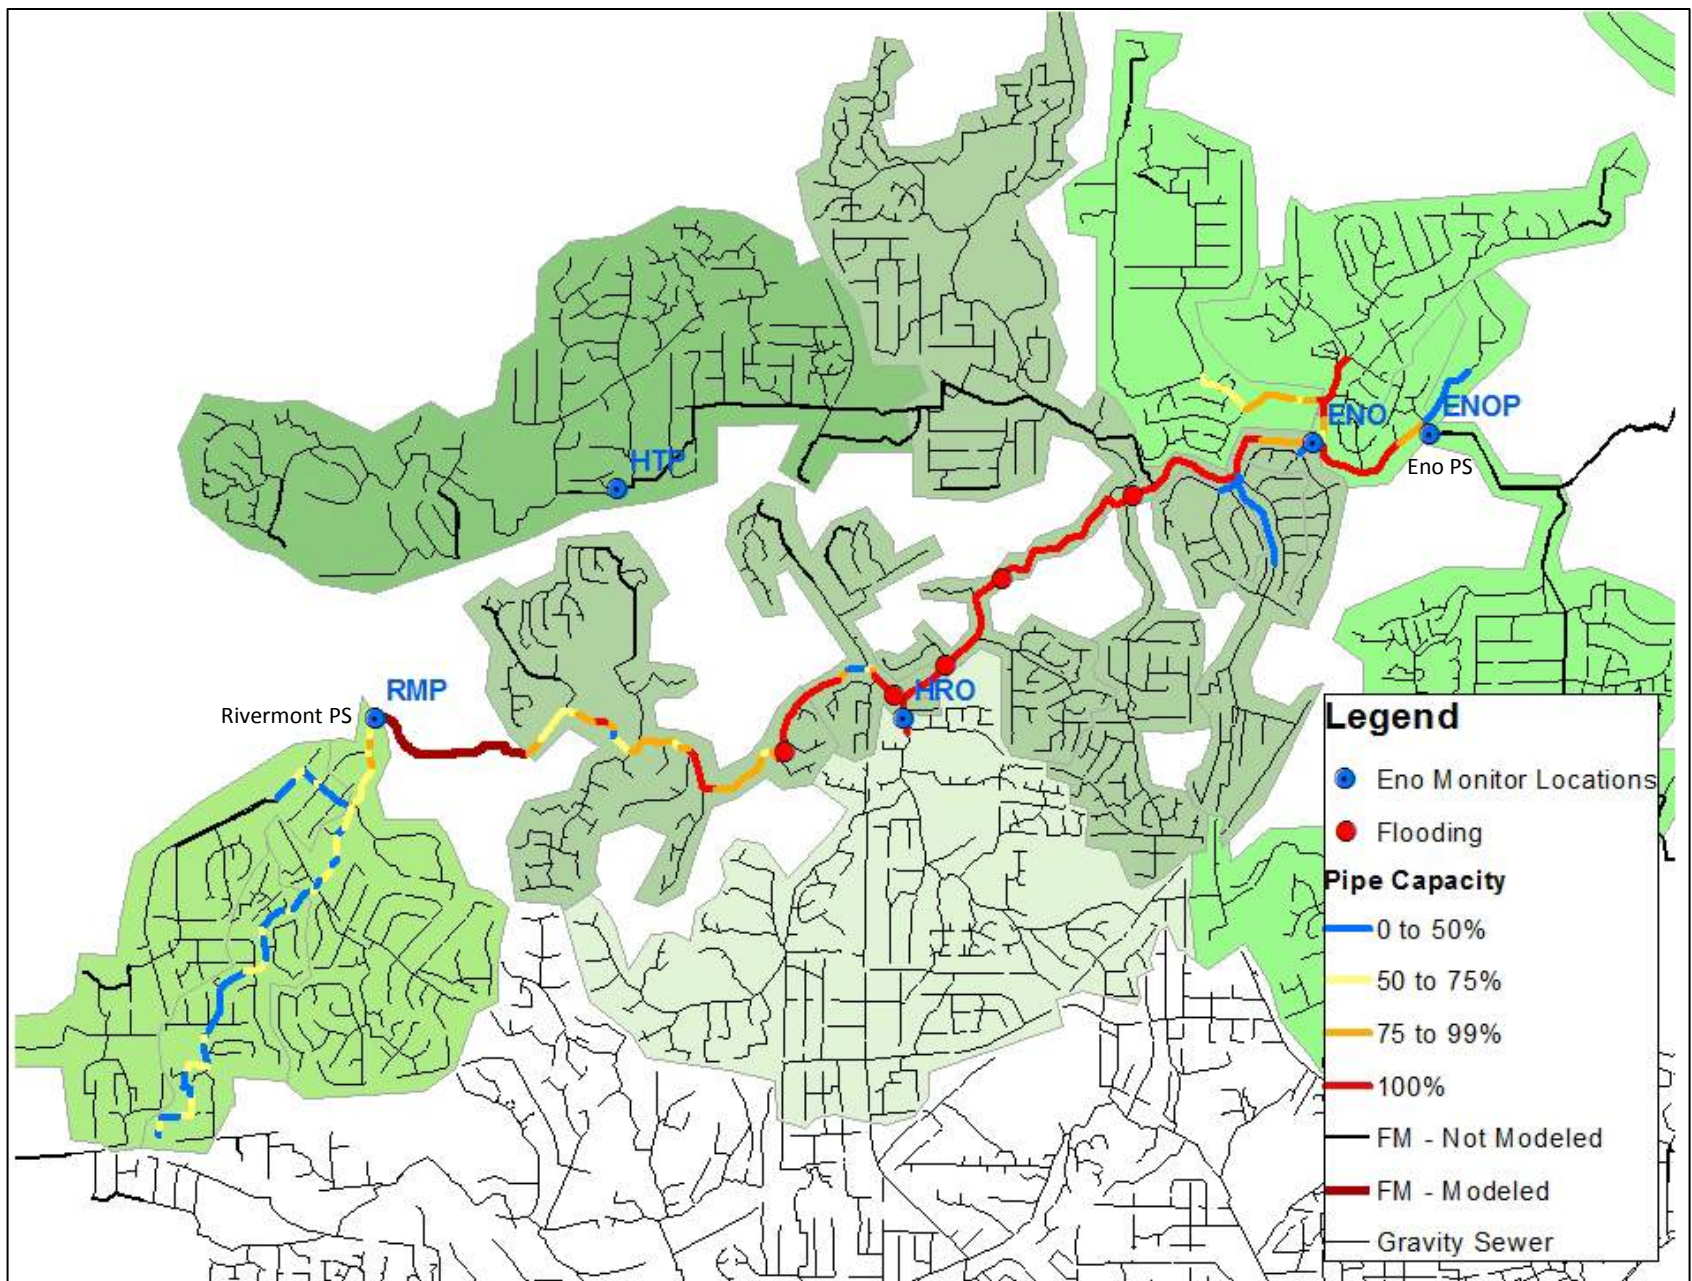 ENO
ENOP
HTP
Eno PS
RMP
HRO
Rivermont PS
Legend
Eno Monitor Locations
Flooding
Pipe Capacity
0 to 50%
50 to 75%
75 to 99%
100%
FM - Not Modeled
FM - Modeled
Gravity Sewer